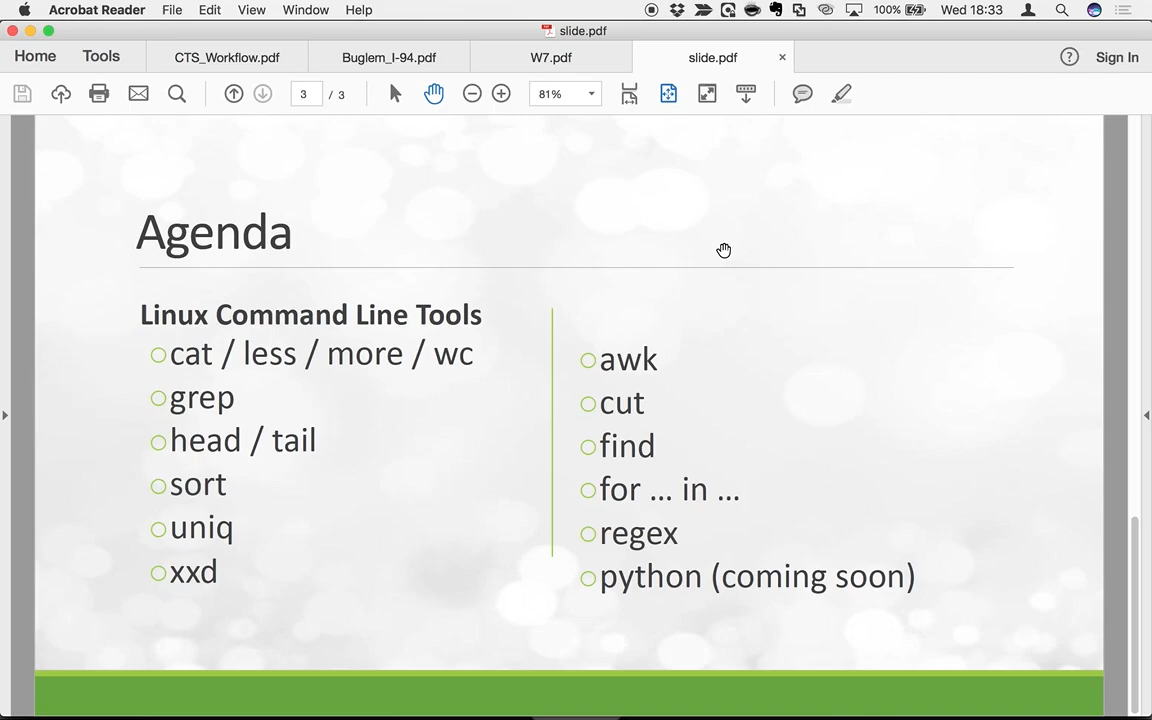 Acrobat Reader File Edit View Window Help 100% Wed 18:33
slide.pdf
Home Tools CTS_Workflow.pdf Buglem_I-94.pdf W7.pdf slide.pdf × ? Sign In
3 / 3 81%
Agenda
Linux Command Line Tools
cat / less / more / wc
grep
head / tail
sort
uniq
xxd
awk
cut
find
for ... in ...
regex
python (coming soon)